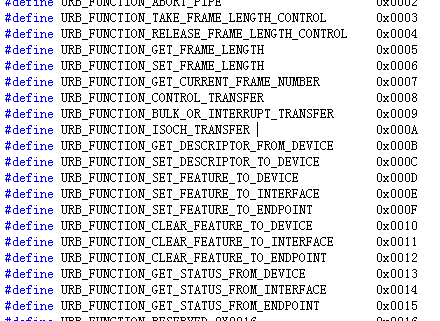 #define URB_FUNCTION_ABORT_PIPE 0x0002
#define URB_FUNCTION_TAKE_FRAME_LENGTH_CONTROL 0x0003
#define URB_FUNCTION_RELEASE_FRAME_LENGTH_CONTROL 0x0004
#define URB_FUNCTION_GET_FRAME_LENGTH 0x0005
#define URB_FUNCTION_SET_FRAME_LENGTH 0x0006
#define URB_FUNCTION_GET_CURRENT_FRAME_NUMBER 0x0007
#define URB_FUNCTION_CONTROL_TRANSFER 0x0008
#define URB_FUNCTION_BULK_OR_INTERRUPT_TRANSFER 0x0009
#define URB_FUNCTION_ISOCH_TRANSFER 0x000A
#define URB_FUNCTION_GET_DESCRIPTOR_FROM_DEVICE 0x000B
#define URB_FUNCTION_SET_DESCRIPTOR_TO_DEVICE 0x000C
#define URB_FUNCTION_SET_FEATURE_TO_DEVICE 0x000D
#define URB_FUNCTION_SET_FEATURE_TO_INTERFACE 0x000E
#define URB_FUNCTION_SET_FEATURE_TO_ENDPOINT 0x000F
#define URB_FUNCTION_CLEAR_FEATURE_TO_DEVICE 0x0010
#define URB_FUNCTION_CLEAR_FEATURE_TO_INTERFACE 0x0011
#define URB_FUNCTION_CLEAR_FEATURE_TO_ENDPOINT 0x0012
#define URB_FUNCTION_GET_STATUS_FROM_DEVICE 0x0013
#define URB_FUNCTION_GET_STATUS_FROM_INTERFACE 0x0014
#define URB_FUNCTION_GET_STATUS_FROM_ENDPOINT 0x0015
#define URB_FUNCTION_RESERVED_0X0016 0x0016